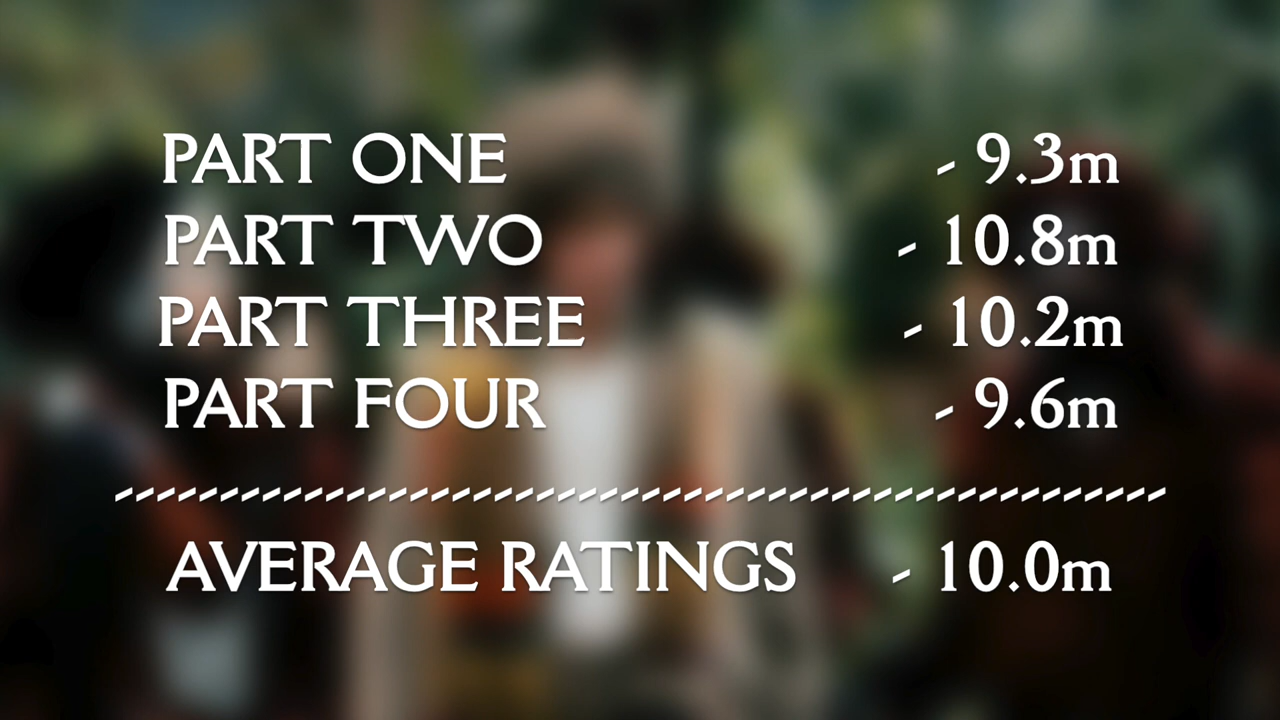 PART ONE - 9.3m
PART TWO - 10.8m
PART THREE - 10.2m
PART FOUR - 9.6m
--------------------------------------------------
AVERAGE RATINGS - 10.0m